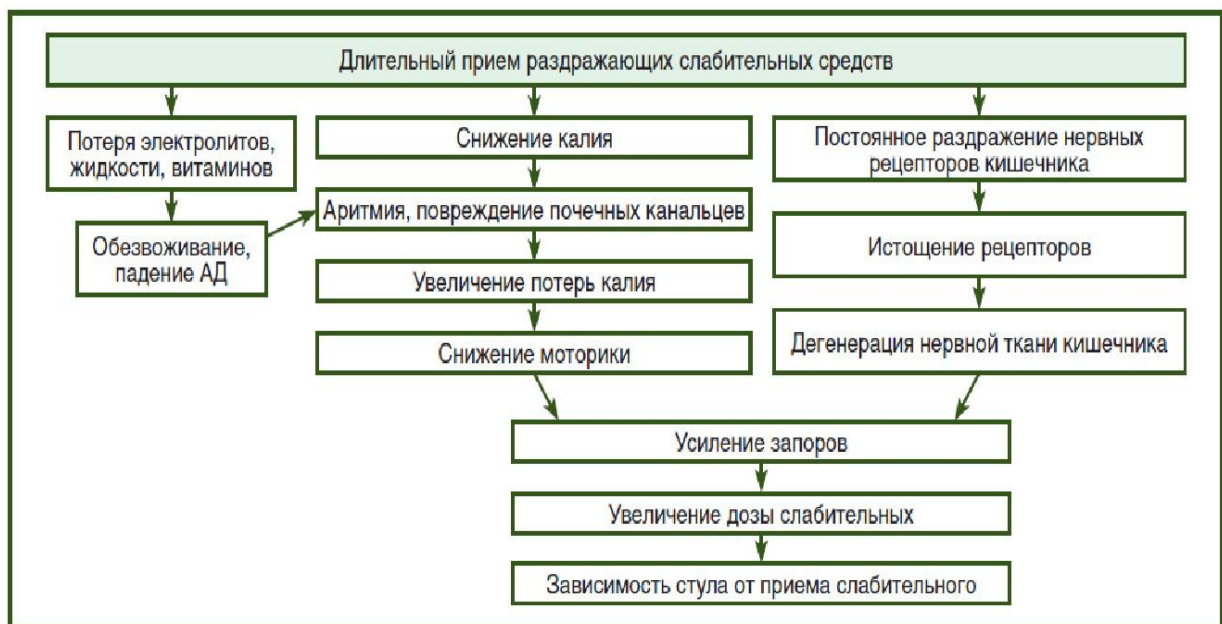 Длительный прием раздражающих слабительных средств
Потеря электролитов,
жидкости, витаминов
Обезвоживание,
падение АД
Снижение калия
Аритмия, повреждение почечных канальцев
Увеличение потерь калия
Снижение моторики
Постоянное раздражение нервных
рецепторов кишечника
Истощение рецепторов
Дегенерация нервной ткани кишечника
Усиление запоров
Увеличение дозы слабительных
Зависимость стула от приема слабительного